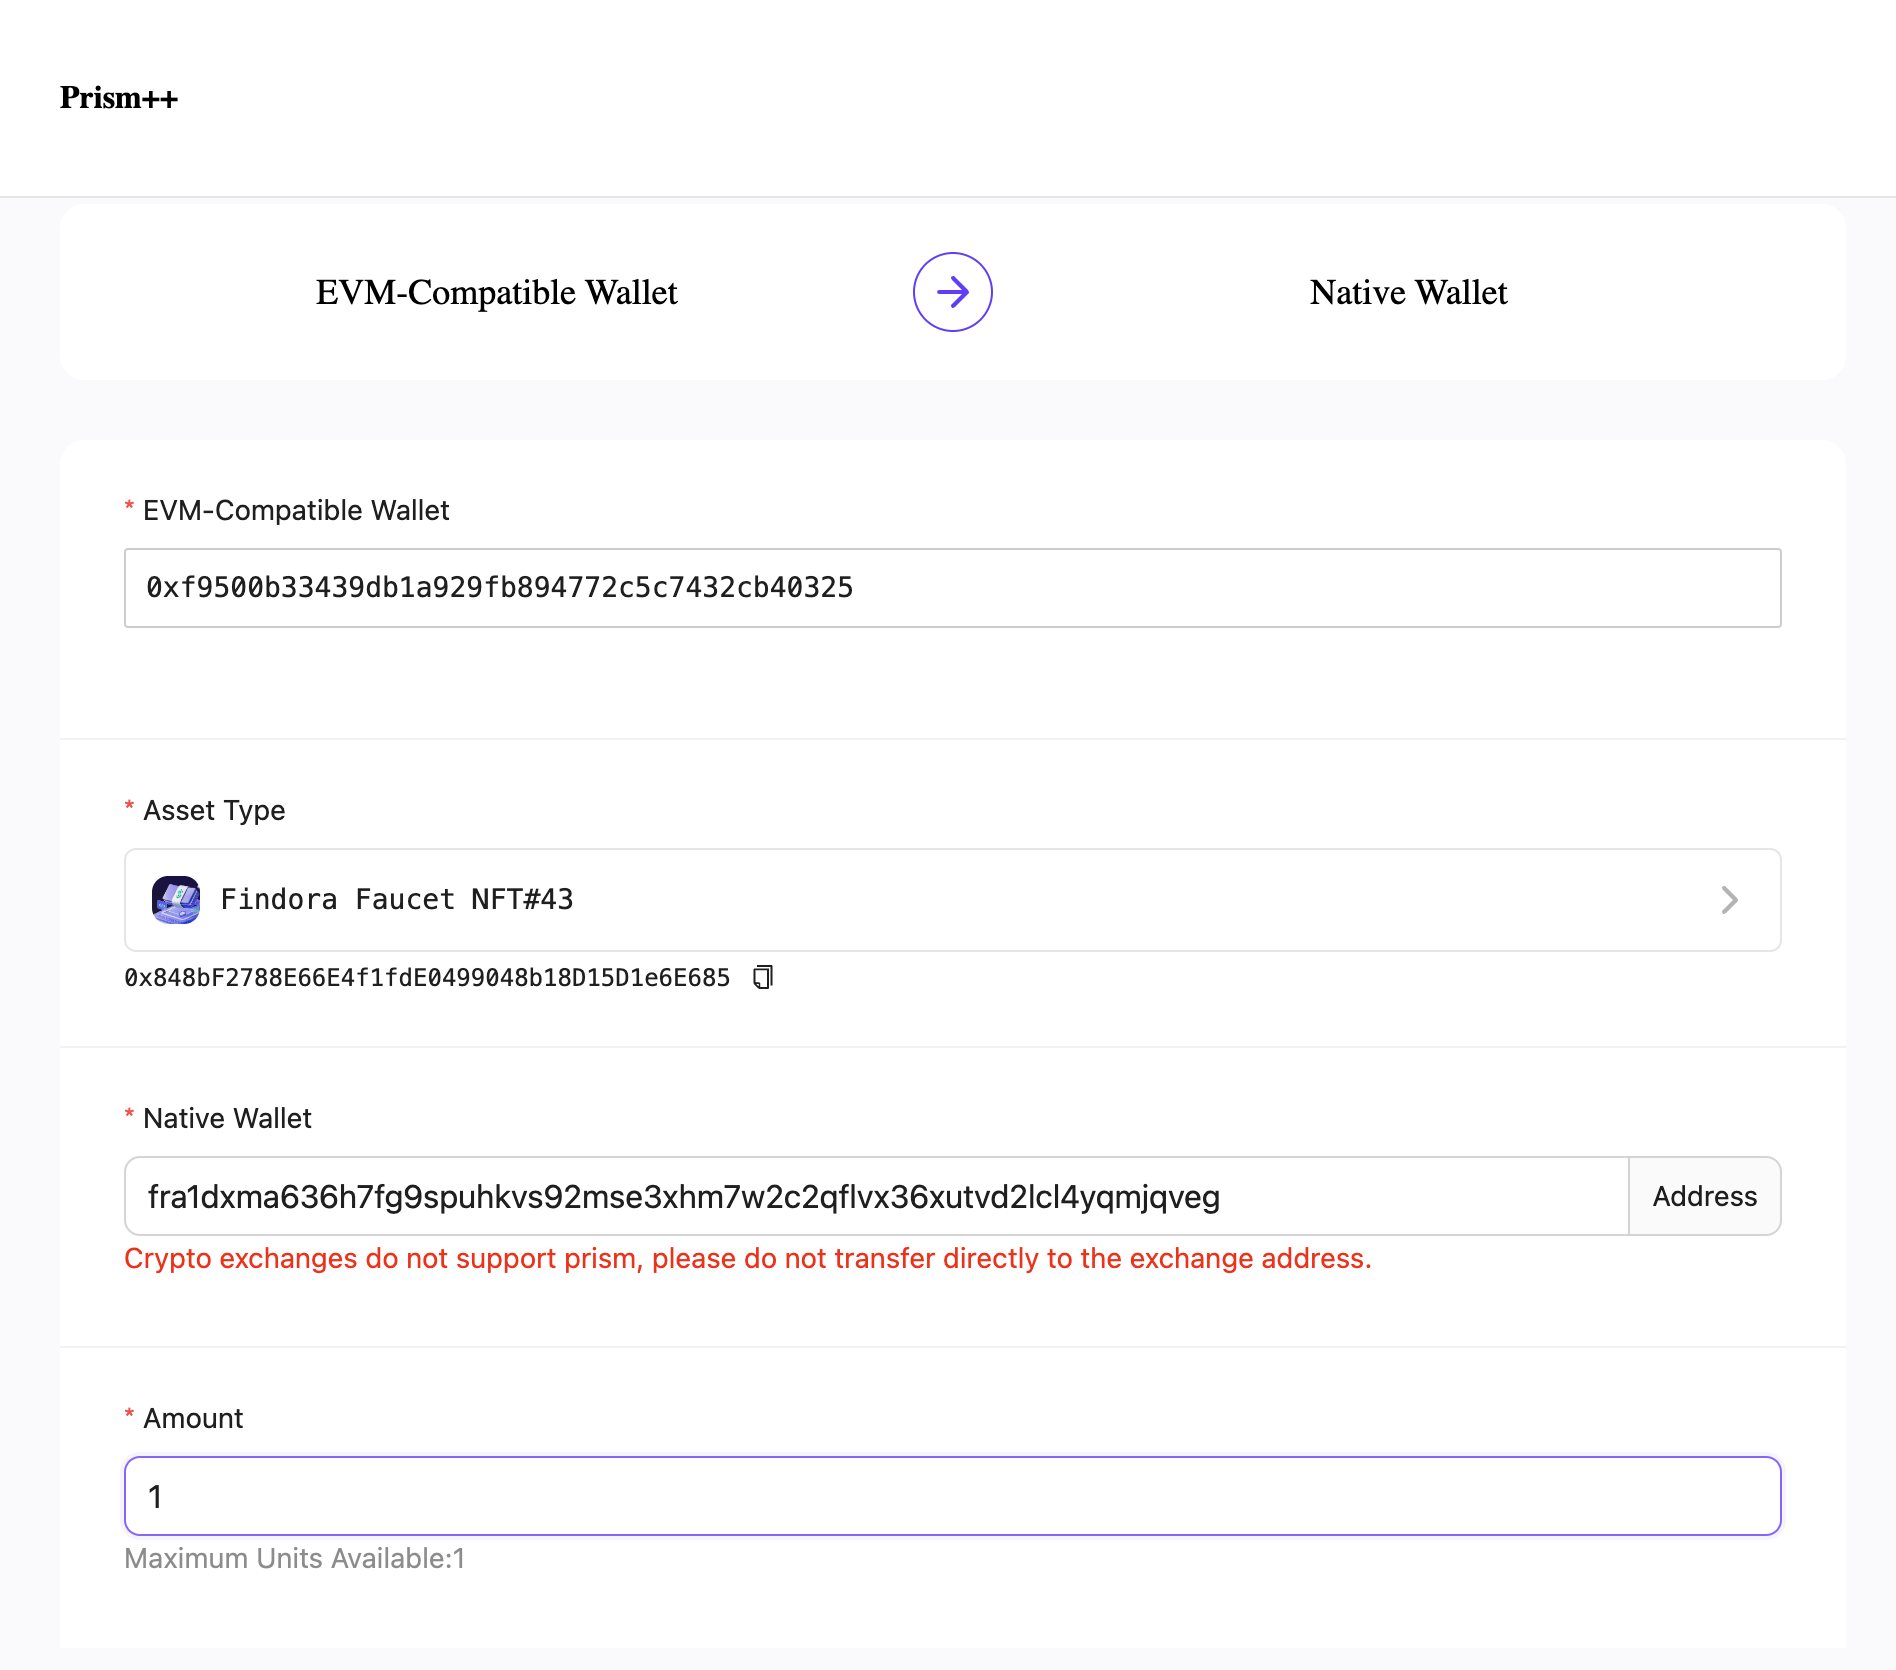 Prism++
EVM-Compatible Wallet
Native Wallet
* EVM-Compatible Wallet
0xf9500b33439db1a929fb894772c5c7432cb40325
* Asset Type
Findora Faucet NFT#43
0x848bF2788E66E4f1fdE0499048b18D15D1e6E685
* Native Wallet
fra1dxma636h7fg9spuhkvs92mse3xhm7w2c2qflvx36xutvd2lcl4yqmjqveg
Address
Crypto exchanges do not support prism, please do not transfer directly to the exchange address.
* Amount
1
Maximum Units Available:1